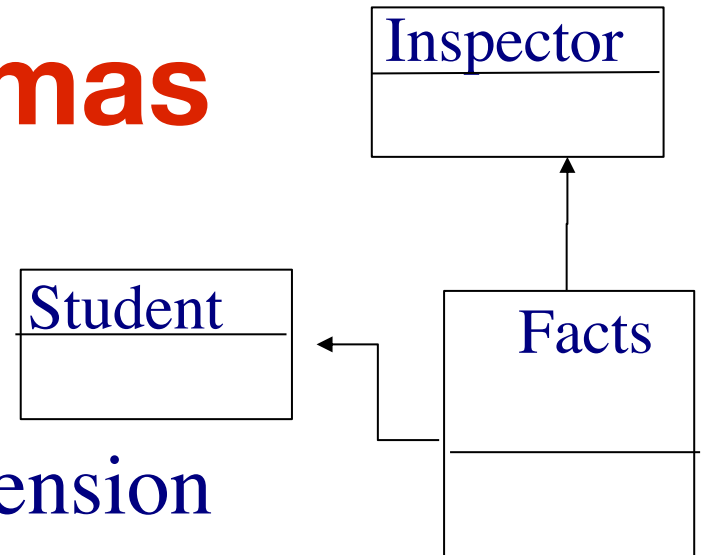 Inspector
mas
Student
Facts
ension